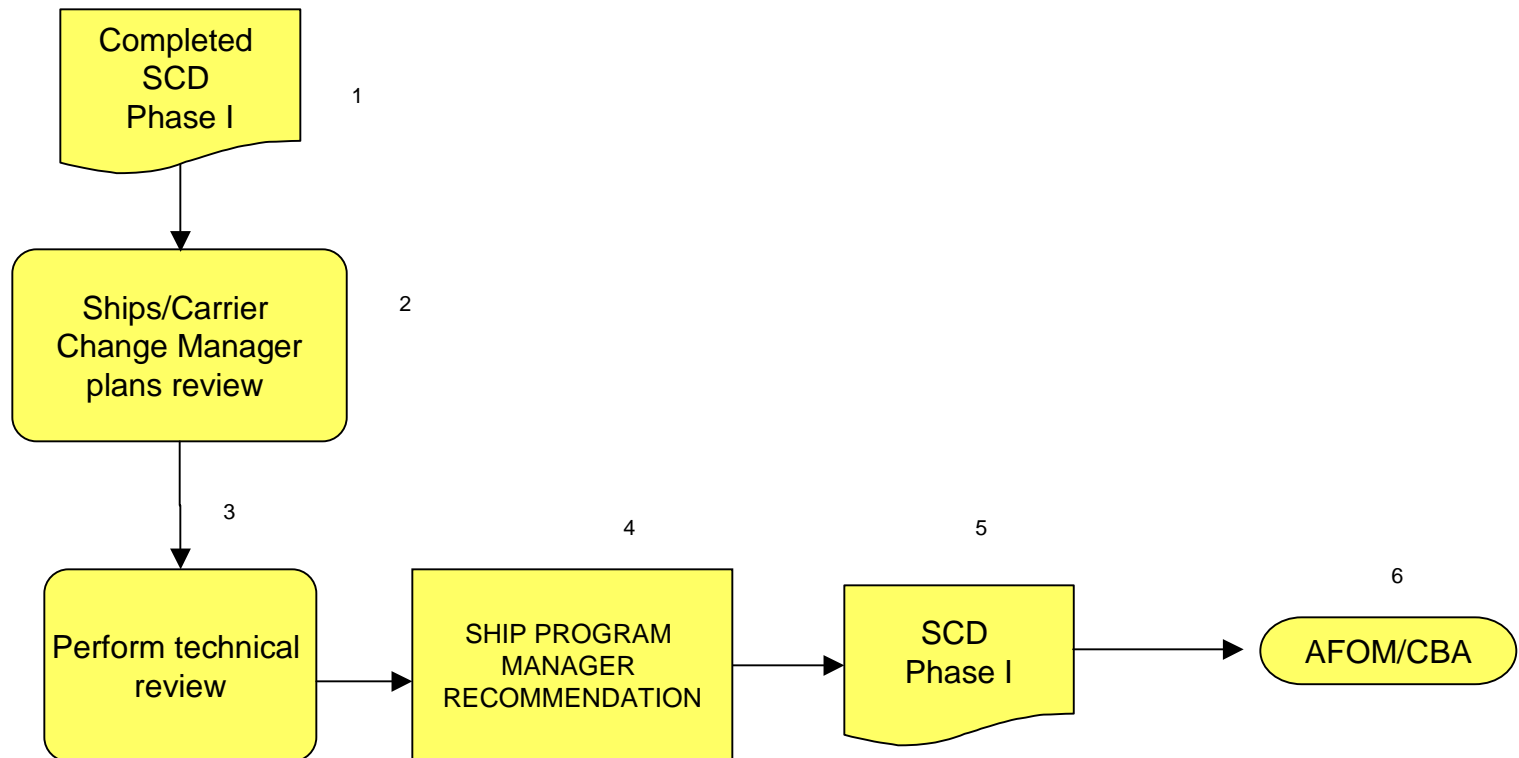 Completed
SCD
Phase I
1
Ships/Carrier
Change Manager
plans review
2
3
Perform technical
review
4
SHIP PROGRAM
MANAGER
RECOMMENDATION
5
SCD
Phase I
6
AFOM/CBA